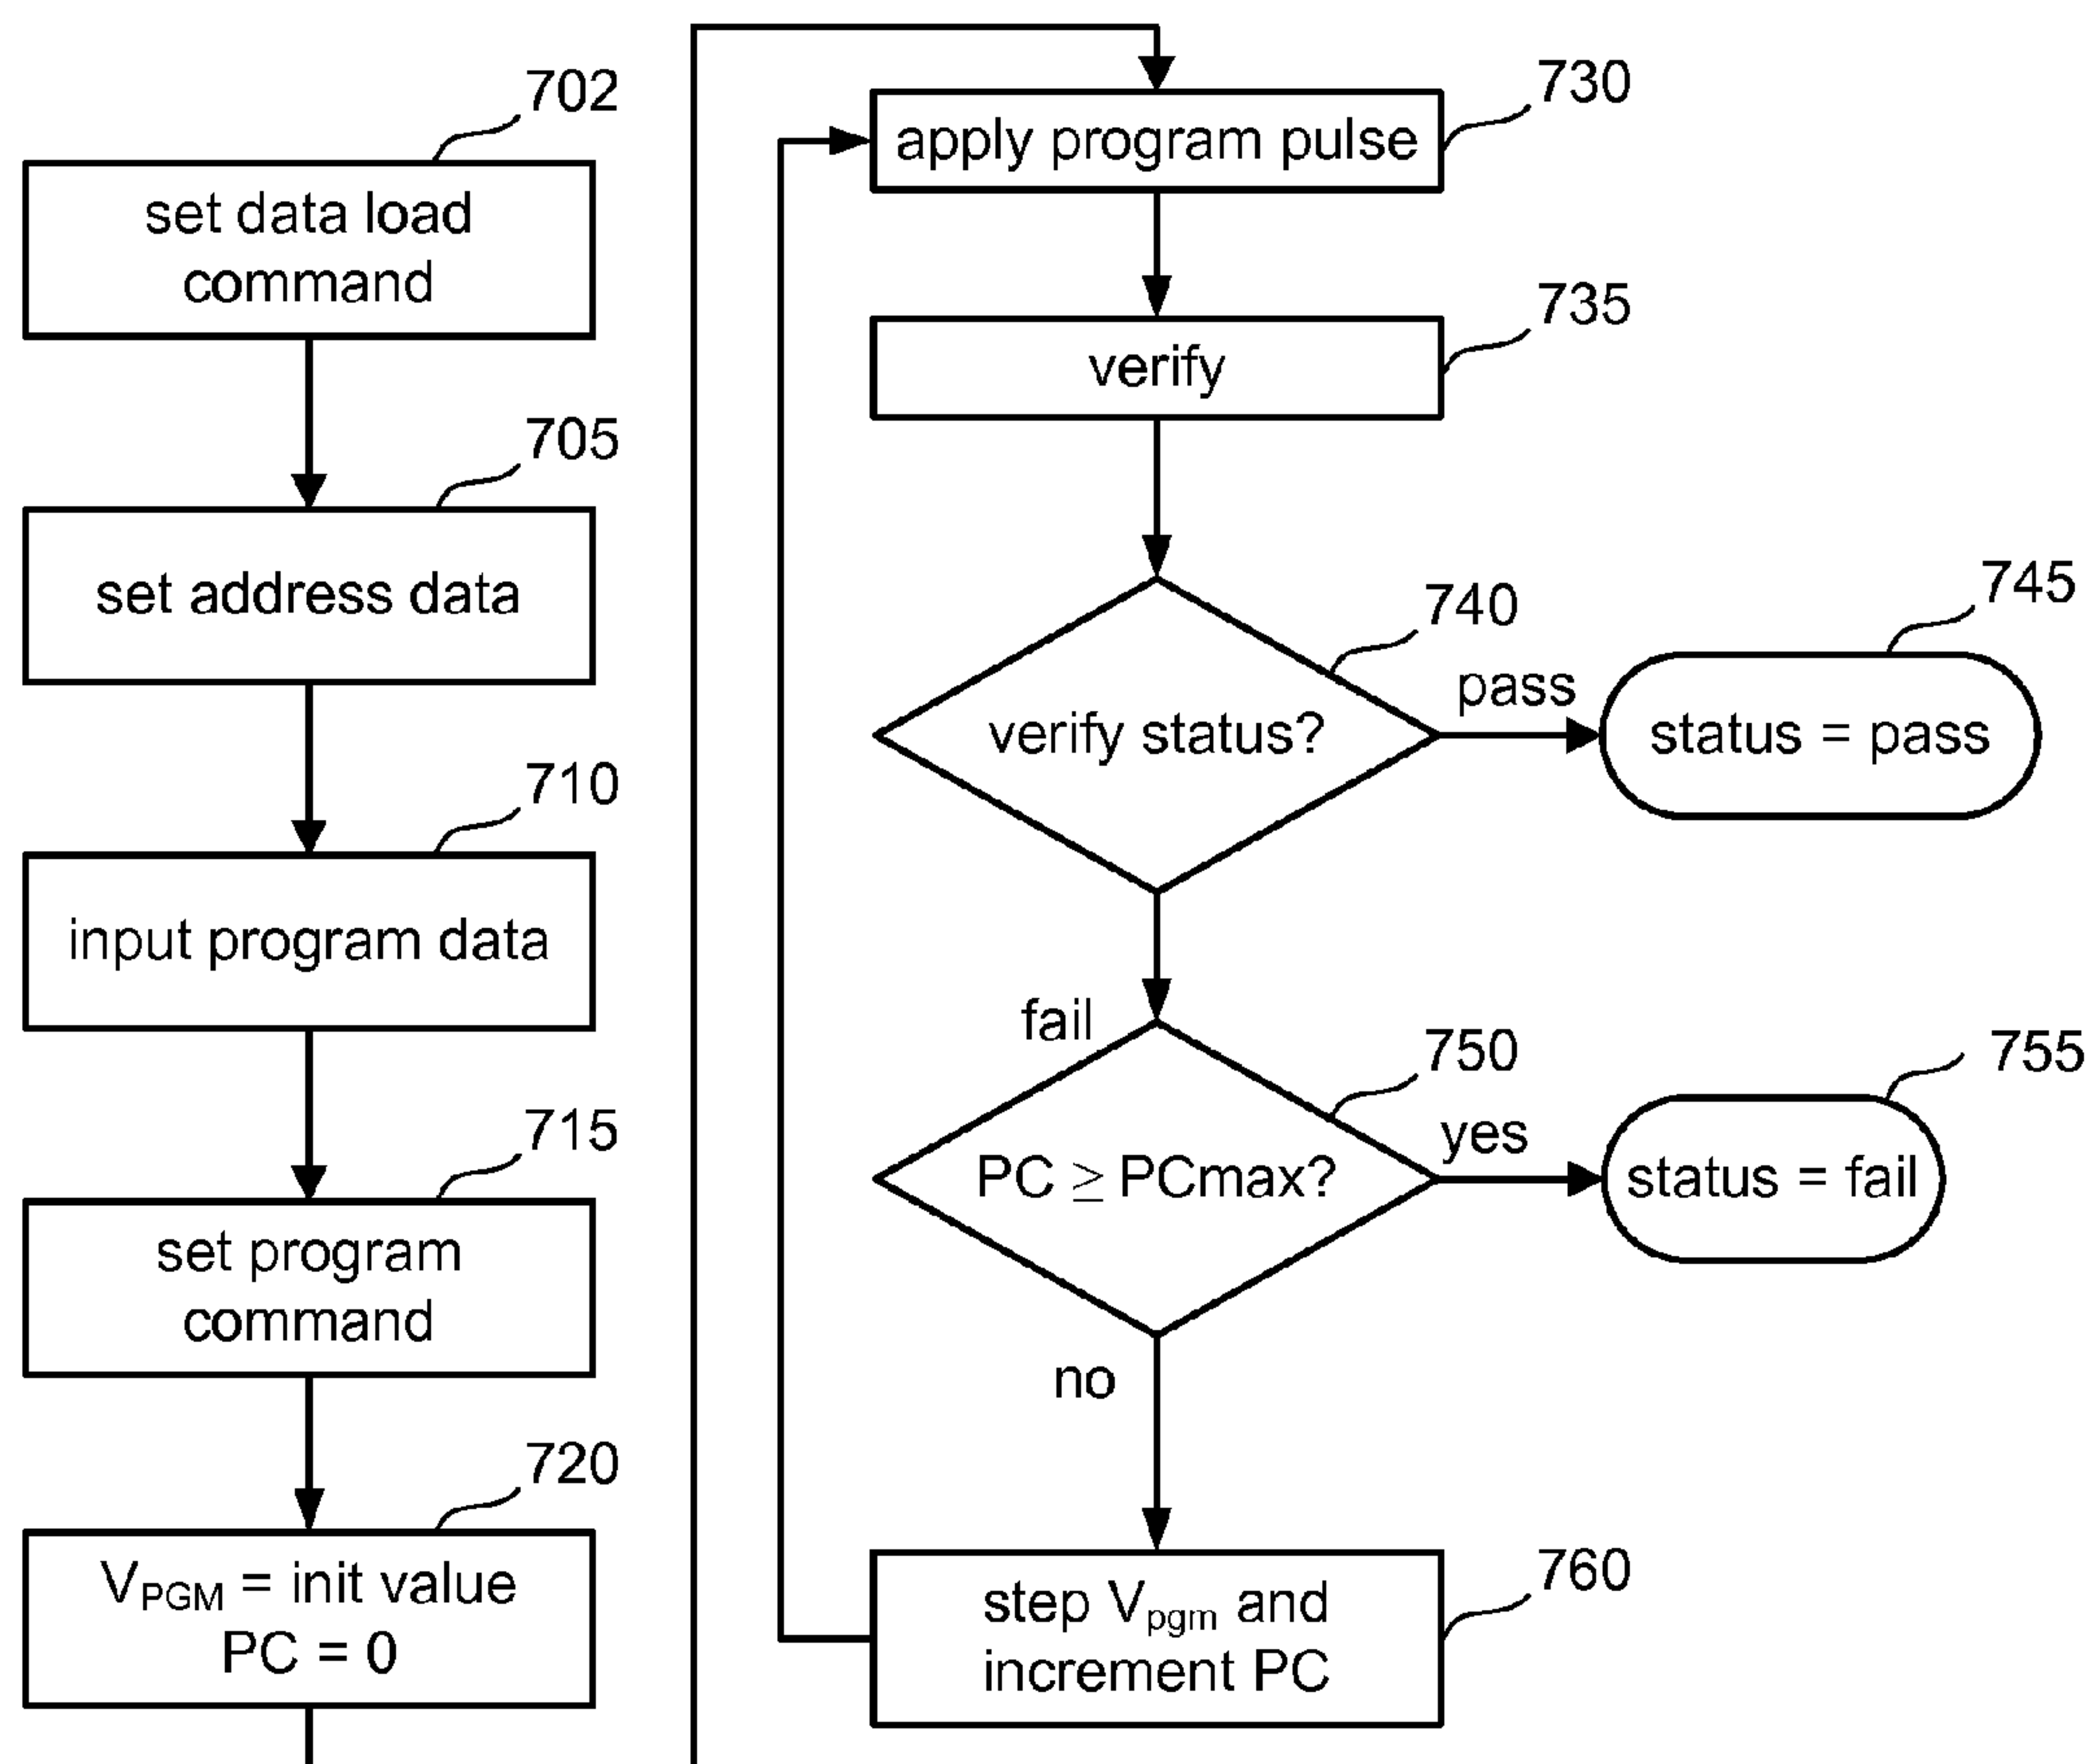 702
set data load
command
705
set address data
710
input program data
715
set program
command
720
VPGM = init value
PC = 0
730
apply program pulse
735
verify
740
verify status?
pass
745
status = pass
fail
750
PC ≥ PCmax?
yes
755
status = fail
no
760
step Vpgm and
increment PC